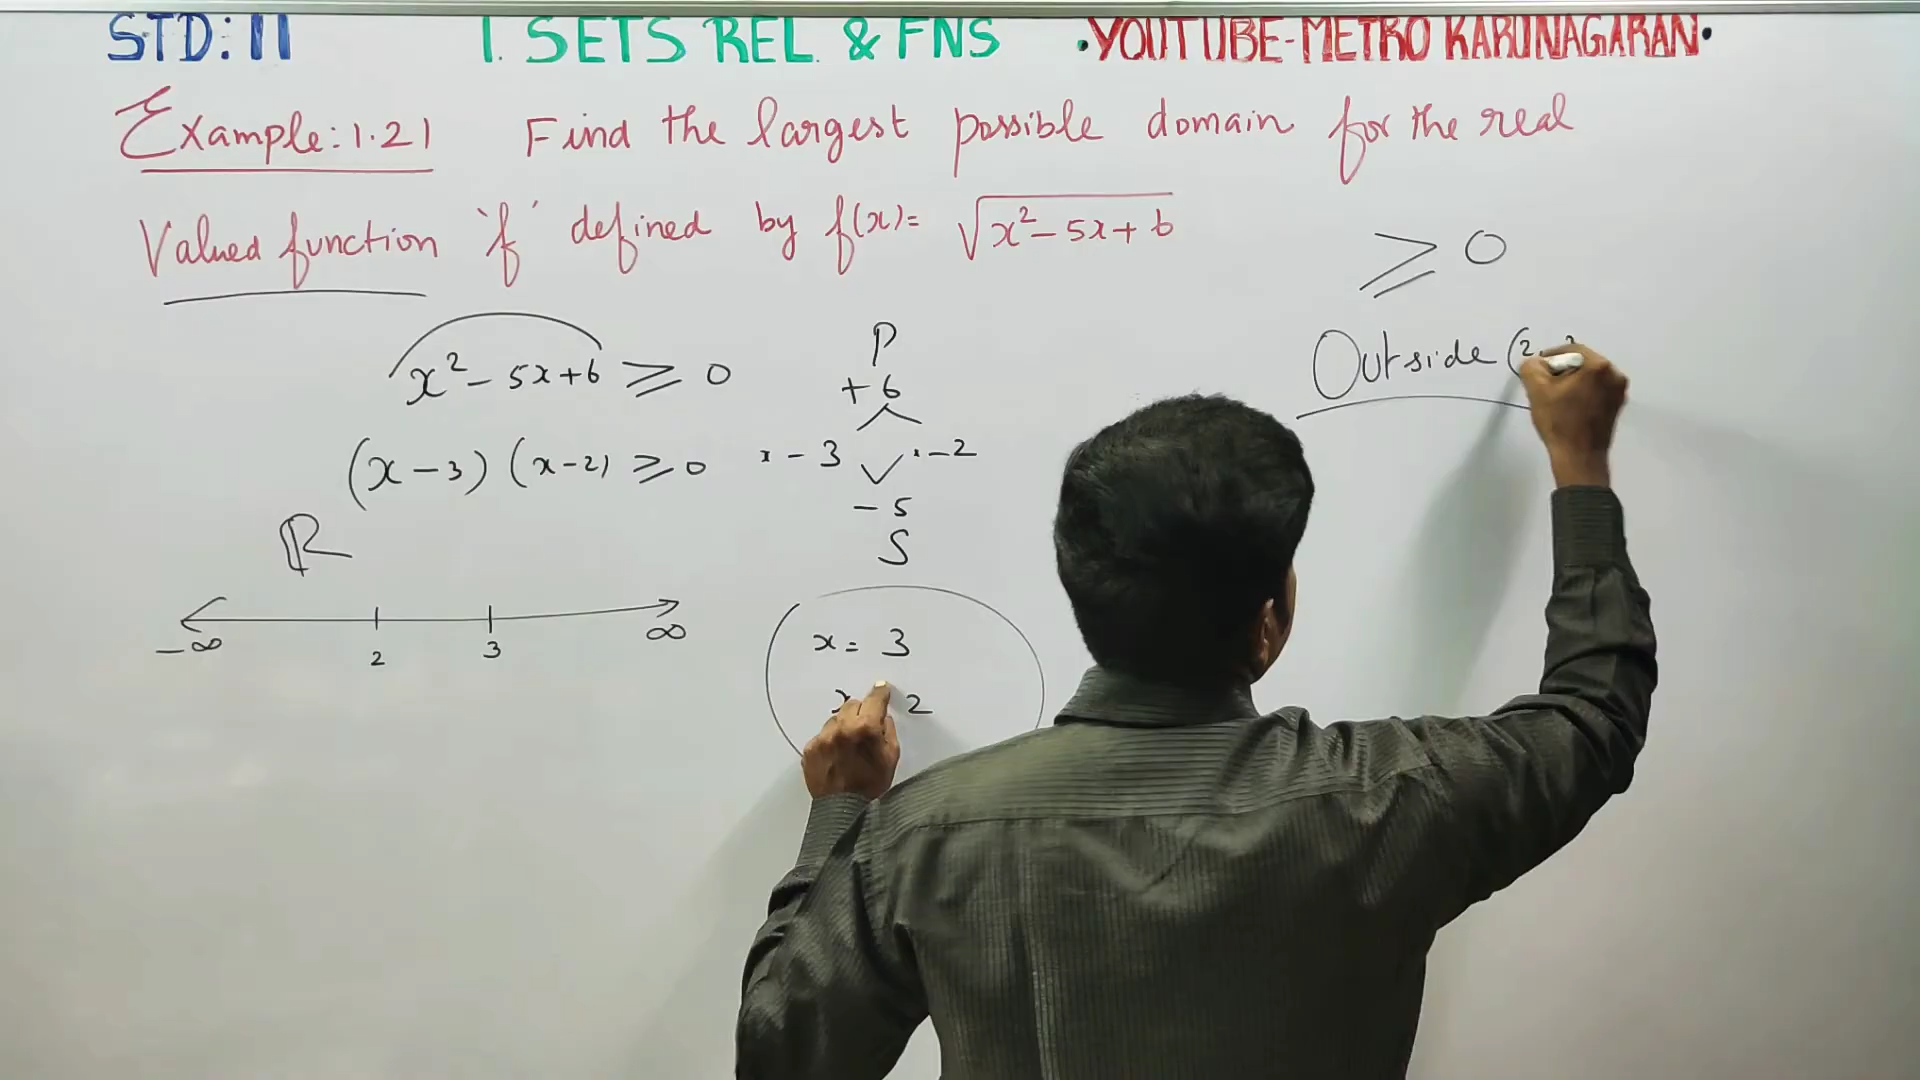 STD: 11 1. SETS REL. & FNS •YOUTUBE-METRO KARUNAGARAN•
Example: 1.21 Find the largest possible domain for the real
Valued function 'f' defined by f(x)= √(x²-5x+6)
≥ 0
Outside (2, 3
x²-5x+6 ≥ 0
(x-3) (x-2) ≥ 0
P
+6
x-3 x-2
-5
S
ℝ
-∞ 2 3 ∞
x = 3
x 2